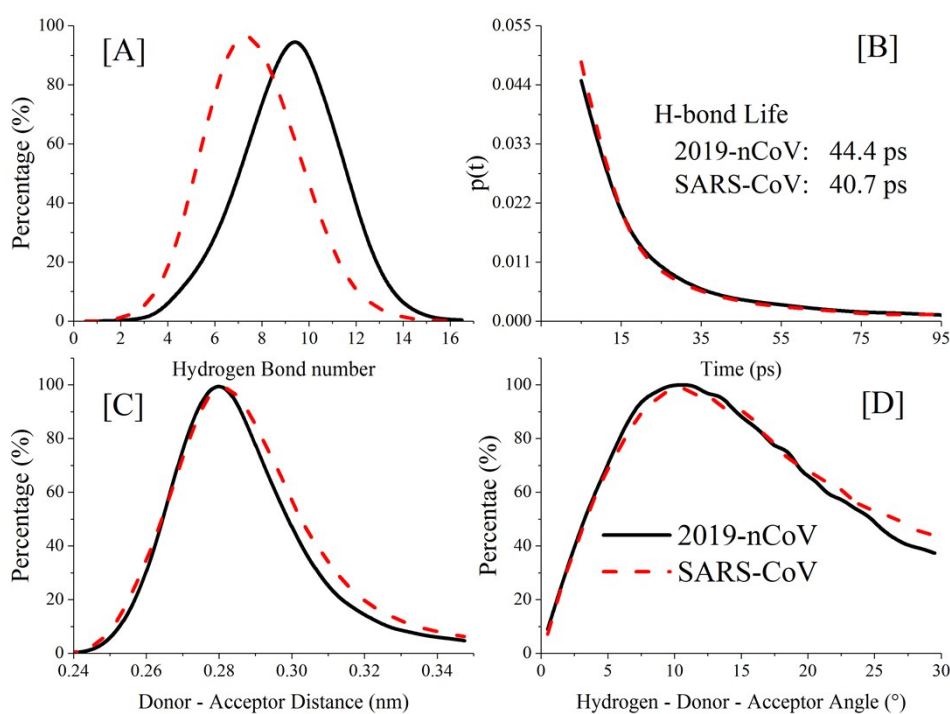 [A]
100
80
60
40
20
0
Percentage (%)
0 2 4 6 8 10 12 14 16
Hydrogen Bond number
[B]
0.055
0.044
0.033
0.022
0.011
0.000
p(t)
H-bond Life
2019-nCoV: 44.4 ps
SARS-CoV: 40.7 ps
15 35 55 75 95
Time (ps)
[C]
100
80
60
40
20
0
Percentage (%)
0.24 0.26 0.28 0.30 0.32 0.34
Donor - Acceptor Distance (nm)
[D]
100
80
60
40
20
0
Percentae (%)
2019-nCoV
SARS-CoV
0 5 10 15 20 25 30
Hydrogen - Donor - Acceptor Angle (°)